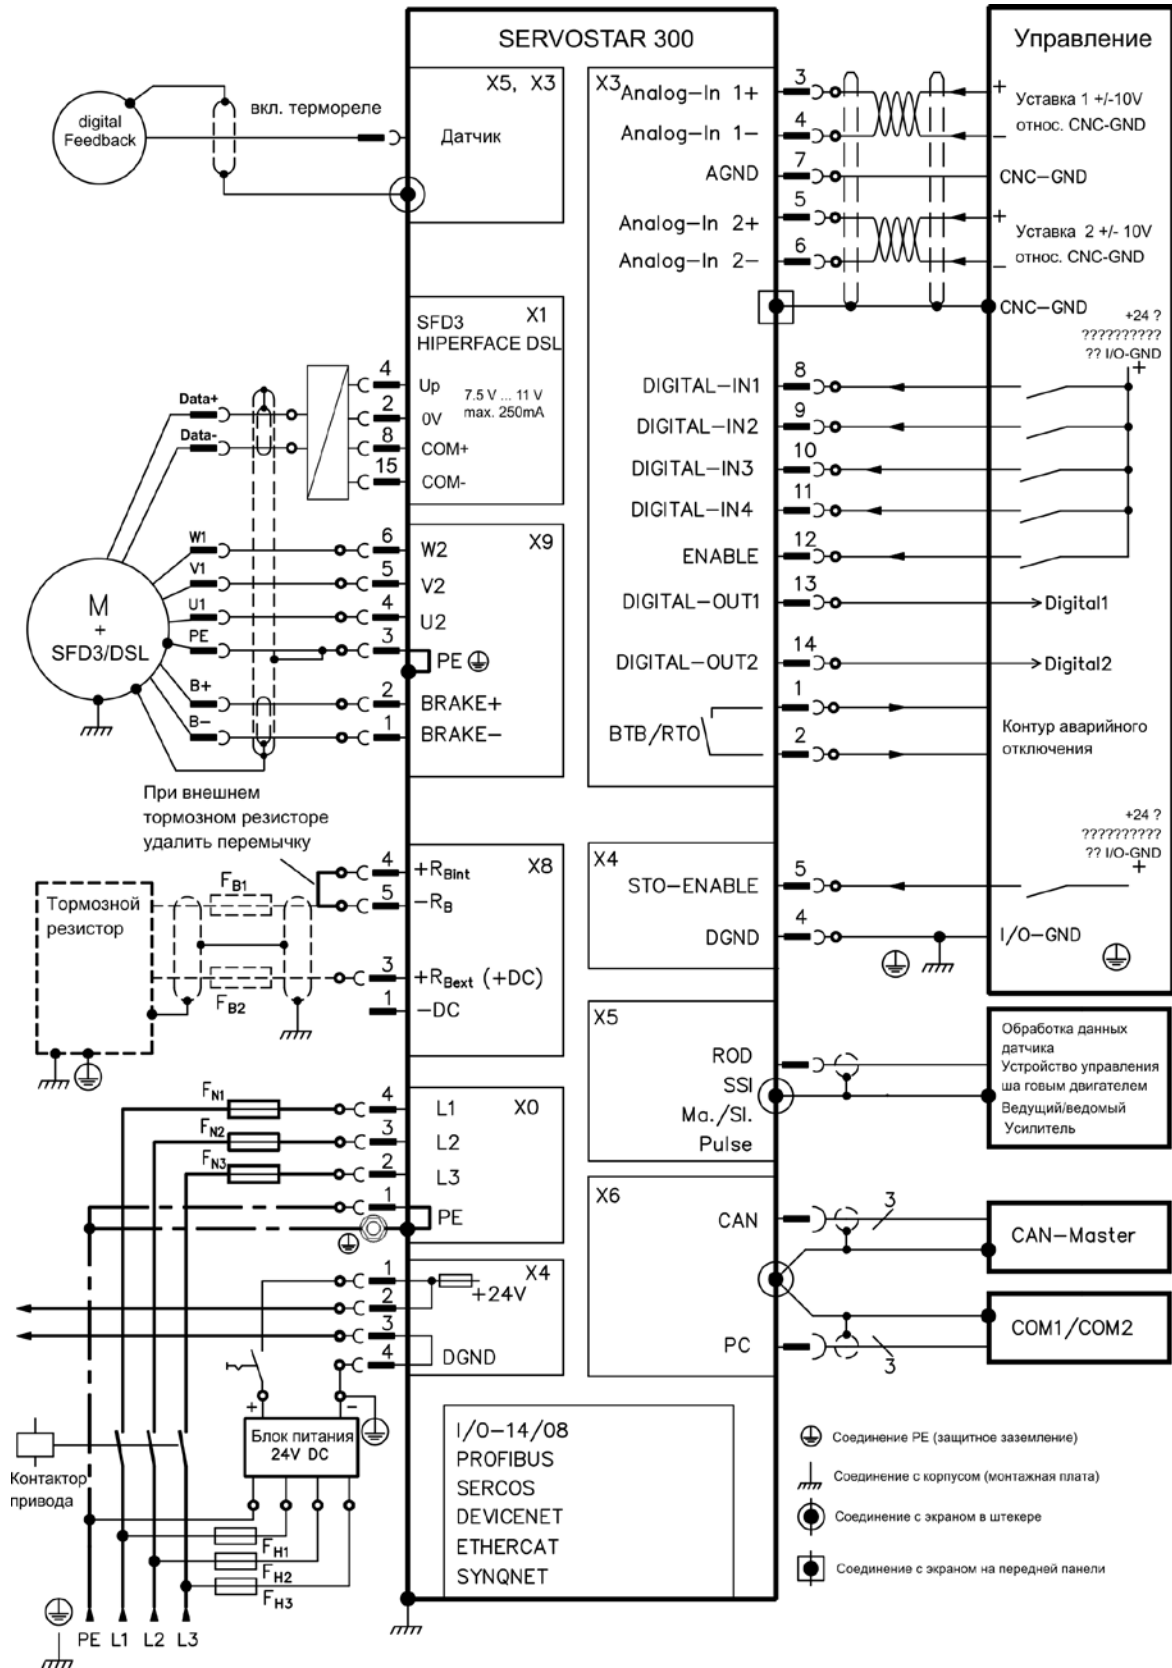 SERVOSTAR 300
Управление
X5, X3
вкл. термореле
digital
Feedback
Датчик
X3
Analog-In 1+
3
+
Уставка 1 +/-10V
Analog-In 1-
4
-
относ. CNC-GND
AGND
7
CNC-GND
Analog-In 2+
5
+
Уставка 2 +/- 10V
Analog-In 2-
6
-
относ. CNC-GND
CNC-GND
+24 ?
??????????
?? I/O-GND
+
SFD3
X1
HIPERFACE DSL
4
Up
7.5 V ... 11 V
max. 250mA
2
0V
8
COM+
15
COM-
Data+
Data-
DIGITAL-IN1
8
DIGITAL-IN2
9
DIGITAL-IN3
10
DIGITAL-IN4
11
ENABLE
12
DIGITAL-OUT1
13
Digital1
DIGITAL-OUT2
14
Digital2
BTB/RTO
1
2
Контур аварийного
отключения
X9
M
+
SFD3/DSL
W1
6
W2
V1
5
V2
U1
4
U2
PE
3
PE
B+
2
BRAKE+
B-
1
BRAKE-
При внешнем
тормозном резисторе
удалить перемычку
X8
4
+RBint
5
-RB
3
+RBext (+DC)
1
-DC
Тормозной
резистор
FB1
FB2
+24 ?
??????????
?? I/O-GND
+
X4
STO-ENABLE
5
DGND
4
I/O-GND
X5
ROD
SSI
Ma./SI.
Pulse
Обработка данных
датчика
Устройство управления
ша говым двигателем
Ведущий/ведомый
Усилитель
X0
FN1
4
L1
FN2
3
L2
FN3
2
L3
1
PE
X6
CAN
3
CAN-Master
PC
3
COM1/COM2
X4
1
+24V
2
3
4
DGND
+
-
Блок питания
24V DC
Контактор
привода
FH1
FH2
FH3
PE L1 L2 L3
I/O-14/08
PROFIBUS
SERCOS
DEVICENET
ETHERCAT
SYNQNET
Соединение PE (защитное заземление)
Соединение с корпусом (монтажная плата)
Соединение с экраном в штекере
Соединение с экраном на передней панели